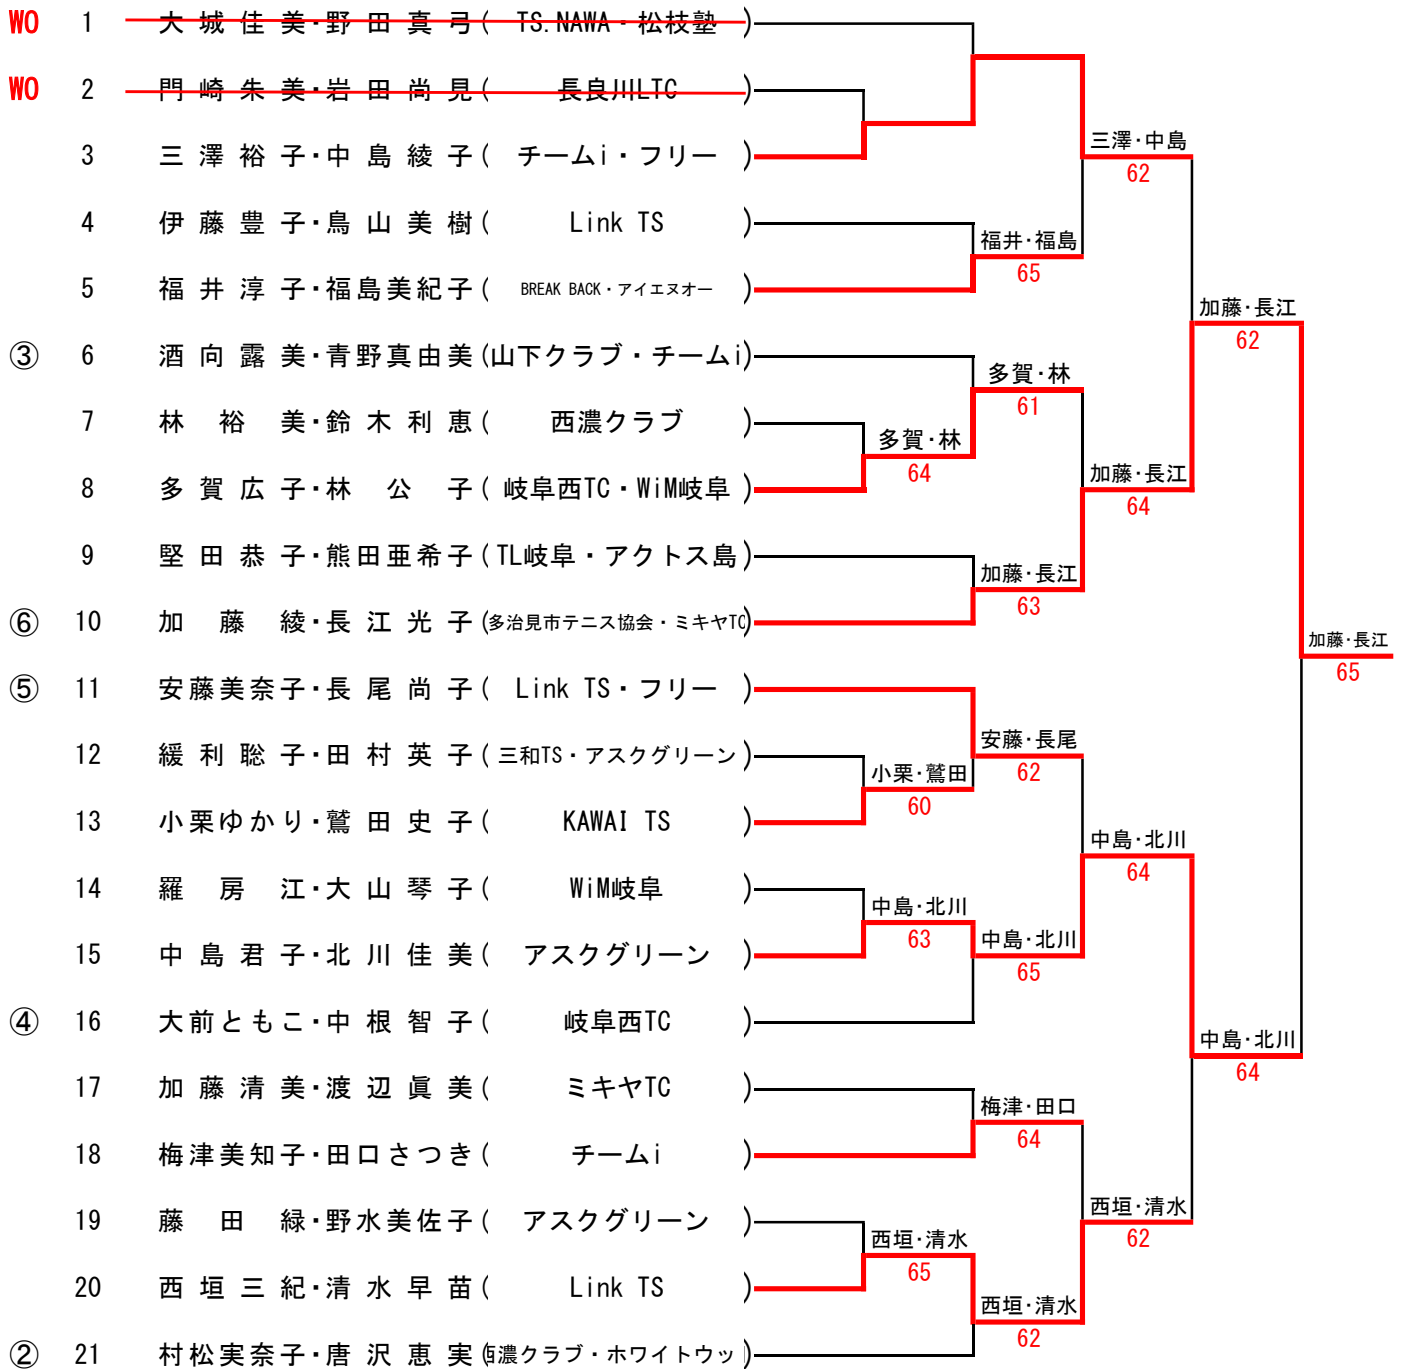 WO 1 大城佳美・野田真弓 ( TS.NAWA・松枝塾 )
WO 2 門崎朱美・岩田尚見 ( 長良川LTC )
3 三澤裕子・中島綾子 ( チームi・フリー )
三澤・中島
62
4 伊藤豊子・鳥山美樹 ( Link TS )
福井・福島
65
5 福井淳子・福島美紀子 ( BREAK BACK・アイエヌオー )
加藤・長江
62
③ 6 酒向露美・青野真由美 (山下クラブ・チームi)
多賀・林
61
7 林裕美・鈴木利恵 ( 西濃クラブ )
多賀・林
64
8 多賀広子・林公子 ( 岐阜西TC・WiM岐阜 )
加藤・長江
64
9 堅田恭子・熊田亜希子 ( TL岐阜・アクトス島 )
加藤・長江
63
⑥ 10 加藤綾・長江光子 (多治見市テニス協会・ミキヤTC)
加藤・長江
65
⑤ 11 安藤美奈子・長尾尚子 ( Link TS・フリー )
安藤・長尾
62
12 緩利聡子・田村英子 ( 三和TS・アスクグリーン )
小栗・鷲田
60
13 小栗ゆかり・鷲田史子 ( KAWAI TS )
中島・北川
64
14 羅房江・大山琴子 ( WiM岐阜 )
中島・北川
63
15 中島君子・北川佳美 ( アスクグリーン )
中島・北川
65
④ 16 大前ともこ・中根智子 ( 岐阜西TC )
中島・北川
64
17 加藤清美・渡辺眞美 ( ミキヤTC )
梅津・田口
64
18 梅津美知子・田口さつき ( チームi )
西垣・清水
62
19 藤田緑・野水美佐子 ( アスクグリーン )
西垣・清水
65
20 西垣三紀・清水早苗 ( Link TS )
西垣・清水
62
② 21 村松実奈子・唐沢恵実 (西濃クラブ・ホワイトウッ )